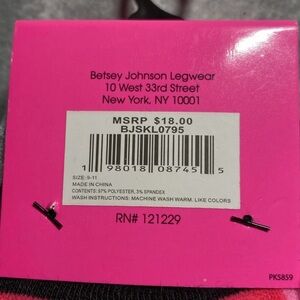 Betsey Johnson Legwear
10 West 33rd Street
New York, NY 10001
MSRP $18.00
BJSKL0795
1 98018 08745 5
SIZE: 9-11
MADE IN CHINA
CONTENTS: 97% POLYESTER, 3% SPANDEX
WASH INSTRUCTIONS: MACHINE WASH WARM, LIKE COLORS
RN# 121229
PKS859